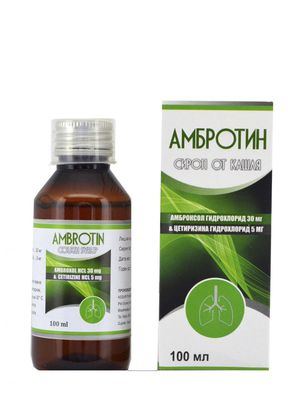 AMBROTIN
COUGH SYRUP
AMBROXOL HCL 30 mg
& CETIRIZINE HCL 5 mg
100 ml
АМБРОТИН
СИРОП ОТ КАШЛЯ
АМБРОКСОЛ ГИДРОХЛОРИД 30 МГ
& ЦЕТИРИЗИНА ГИДРОХЛОРИД 5 МГ
100 МЛ